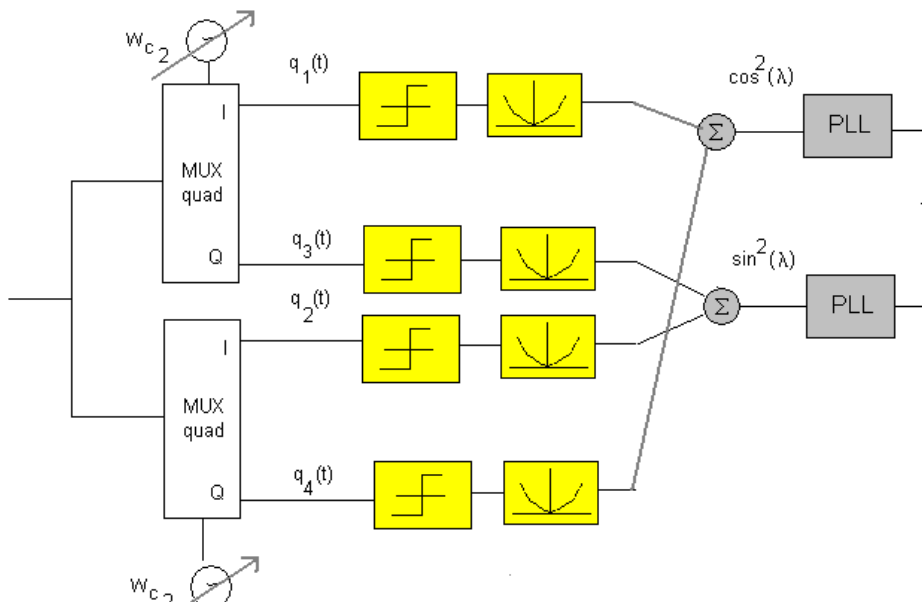 w c 2
q 1 (t)
I
MUX
quad
Q
q 3 (t)
q 2 (t)
I
MUX
quad
Q
q 4 (t)
w c 2
Σ
cos 2 (λ)
PLL
Σ
sin 2 (λ)
PLL